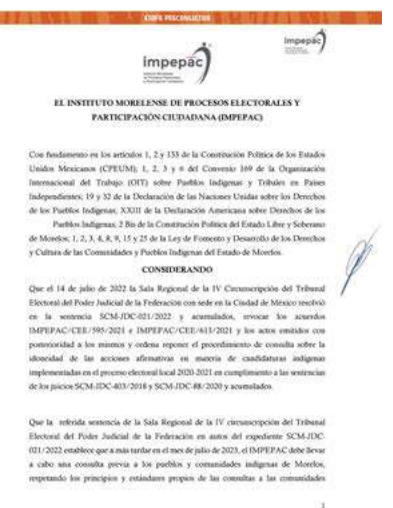 ETAPA PRECONSULTIVA
impepac
impepac
EL INSTITUTO MORELENSE DE PROCESOS ELECTORALES Y
PARTICIPACIÓN CIUDADANA (IMPEPAC)
Con fundamento en los artículos 1, 2 y 133 de la Constitución Política de los Estados
Unidos Mexicanos (CPEUM); 1, 2, 3 y 6 del Convenio 169 de la Organización
Internacional del Trabajo (OIT) sobre Pueblos Indígenas y Tribales en Países
Independientes; 19 y 32 de la Declaración de las Naciones Unidas sobre los Derechos
de los Pueblos Indígenas, XXIII de la Declaración Americana sobre Derechos de los
Pueblos Indígenas; 2 Bis de la Constitución Política del Estado Libre y Soberano
de Morelos; 1, 2, 3, 4, 8, 9, 15 y 25 de la Ley de Fomento y Desarrollo de los Derechos
y Cultura de las Comunidades y Pueblos Indígenas del Estado de Morelos.
CONSIDERANDO
Que el 14 de julio de 2022 la Sala Regional de la IV Circunscripción del Tribunal
Electoral del Poder Judicial de la Federación con sede en la Ciudad de México resolvió
en la sentencia SCM-JDC-021/2022 y acumulados, revocar los acuerdos
IMPEPAC/CEE/595/2021 e IMPEPAC/CEE/613/2021 y los actos emitidos con
posterioridad a los mismos y ordena reponer el procedimiento de consulta sobre la
idoneidad de las acciones afirmativas en materia de candidaturas indígenas
implementadas en el proceso electoral local 2020-2021 en cumplimiento a las sentencias
de los juicios SCM-JDC-403/2018 y SCM-JDC-88/2020 y acumulados.
Que la referida sentencia de la Sala Regional de la IV circunscripción del Tribunal
Electoral del Poder Judicial de la Federación en autos del expediente SCM-JDC-
021/2022 establece que a más tardar en el mes de julio de 2023, el IMPEPAC debe llevar
a cabo una consulta previa a los pueblos y comunidades indígenas de Morelos,
respetando los principios y estándares propios de las consultas a las comunidades
1